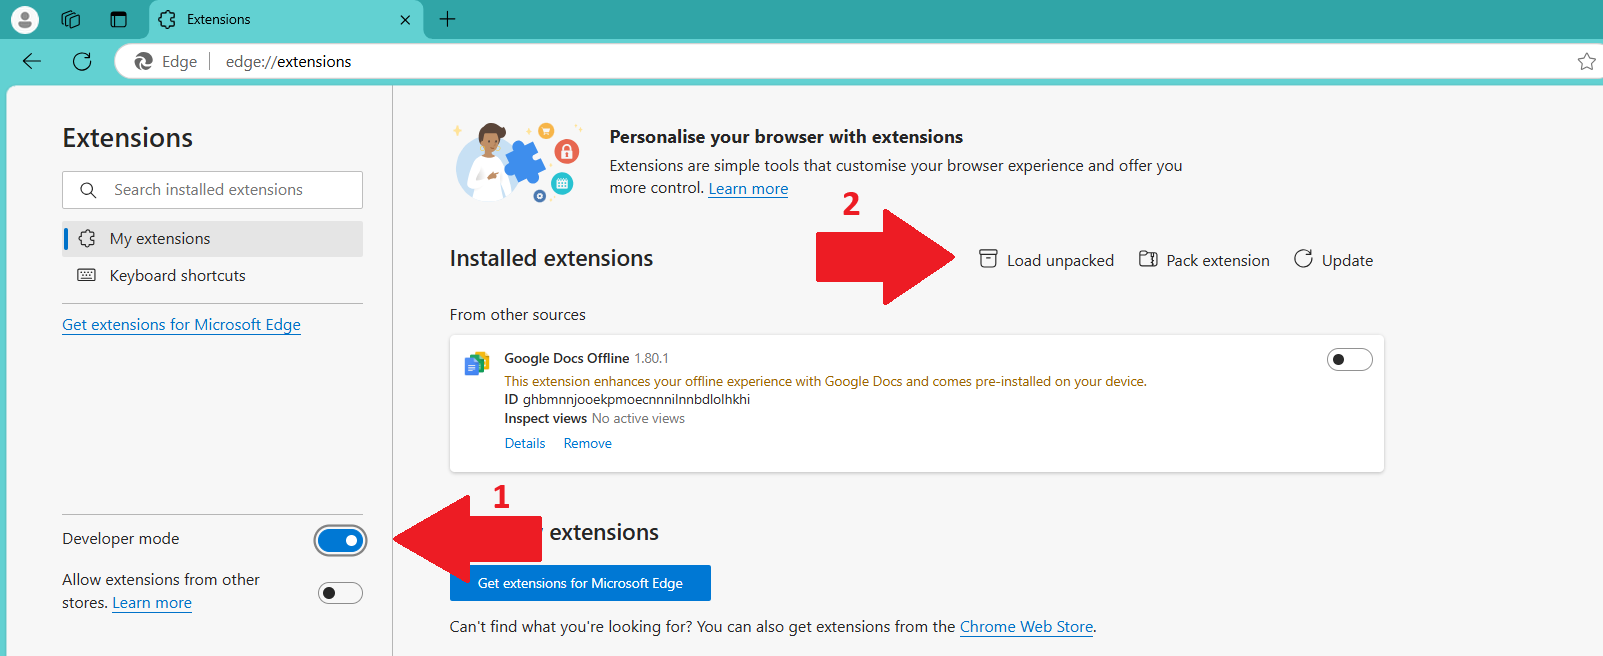 Extensions
Edge
edge://extensions
Extensions
Search installed extensions
My extensions
Keyboard shortcuts
Get extensions for Microsoft Edge
Developer mode
Allow extensions from other
stores. Learn more
Personalise your browser with extensions
Extensions are simple tools that customise your browser experience and offer you
more control. Learn more
2
Installed extensions
Load unpacked
Pack extension
Update
From other sources
Google Docs Offline 1.80.1
This extension enhances your offline experience with Google Docs and comes pre-installed on your device.
ID ghbmnnjooekpmoecnnnilnnbdlolhkhi
Inspect views No active views
Details
Remove
1
extensions
Get extensions for Microsoft Edge
Can't find what you're looking for? You can also get extensions from the Chrome Web Store.